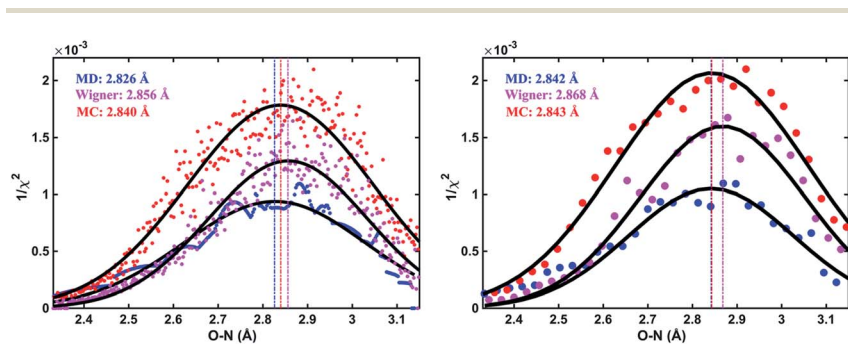 ×10⁻³
2
1.5
1
0.5
0
1/χ²
MD: 2.826 Å
Wigner: 2.856 Å
MC: 2.840 Å
2.4 2.5 2.6 2.7 2.8 2.9 3 3.1
O-N (Å)
×10⁻³
2
1.5
1
0.5
0
1/χ²
MD: 2.842 Å
Wigner: 2.868 Å
MC: 2.843 Å
2.4 2.5 2.6 2.7 2.8 2.9 3 3.1
O-N (Å)